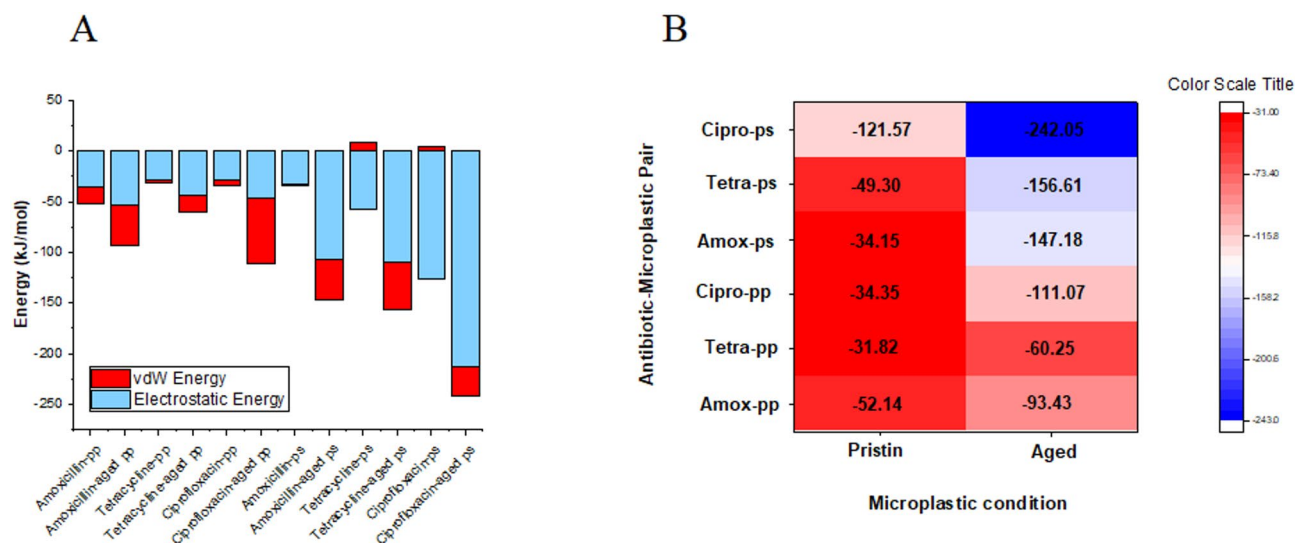 A
50
0
-50
-100
-150
-200
-250
Energy (kJ/mol)
vdW Energy
Electrostatic Energy
Amoxicillin-pp
Amoxicillin-aged pp
Tetracycline-pp
Tetracycline-aged pp
Ciprofloxacin-pp
Ciprofloxacin-aged pp
Amoxicillin-ps
Amoxicillin-aged ps
Tetracycline-ps
Tetracycline-aged ps
Ciprofloxacin-ps
Ciprofloxacin-aged ps
B
Antibiotic-Microplastic Pair
Cipro-ps -121.57 -242.05
Tetra-ps -49.30 -156.61
Amox-ps -34.15 -147.18
Cipro-pp -34.35 -111.07
Tetra-pp -31.82 -60.25
Amox-pp -52.14 -93.43
Pristin Aged
Microplastic condition
Color Scale Title
-31.00
-73.40
-115.8
-158.2
-200.6
-243.0